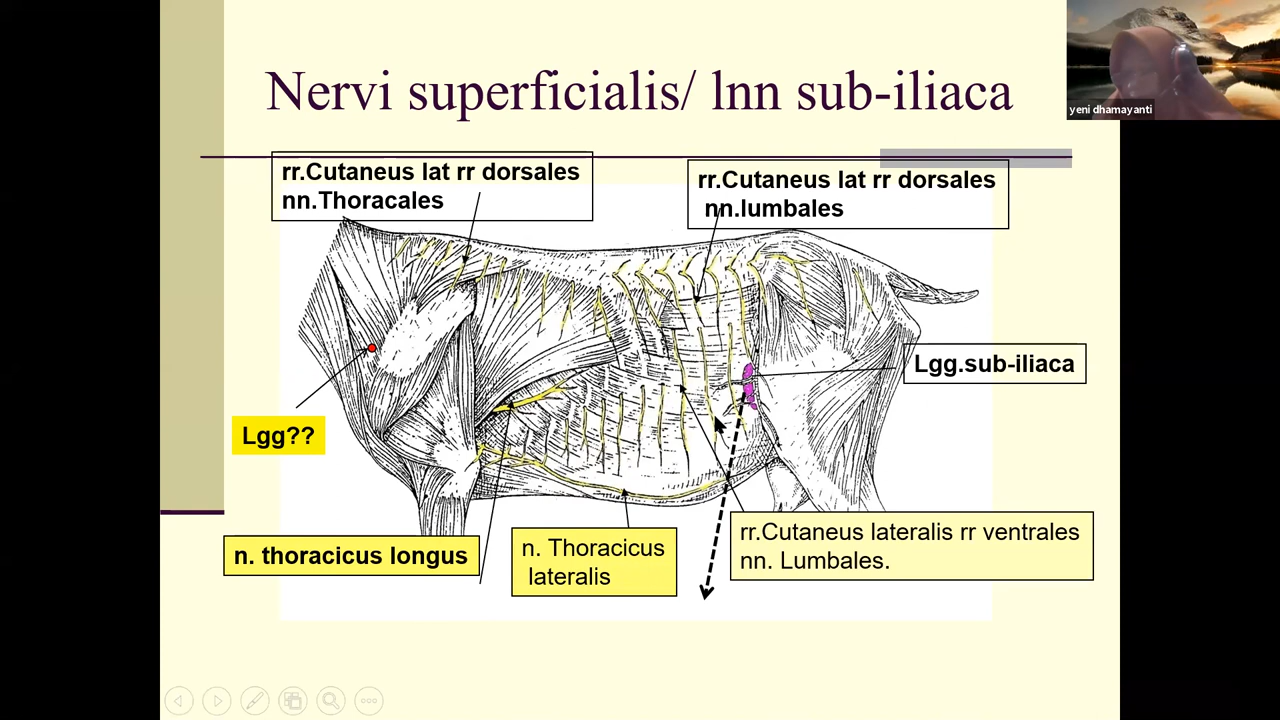 Nervi superficialis/ lnn sub-iliaca
yeni dhamayanti
rr.Cutaneus lat rr dorsales
nn.Thoracales
rr.Cutaneus lat rr dorsales
nn.lumbales
Lgg.sub-iliaca
Lgg??
n. thoracicus longus
n. Thoracicus
lateralis
rr.Cutaneus lateralis rr ventrales
nn. Lumbales.